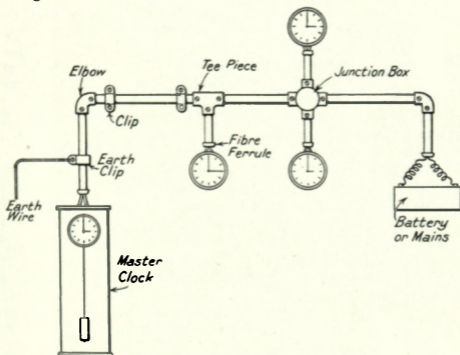 Elbow
Tee Piece
Junction Box
Clip
Fibre
Ferrule
Earth
Clip
Earth
Wire
Battery
or Mains
Master
Clock